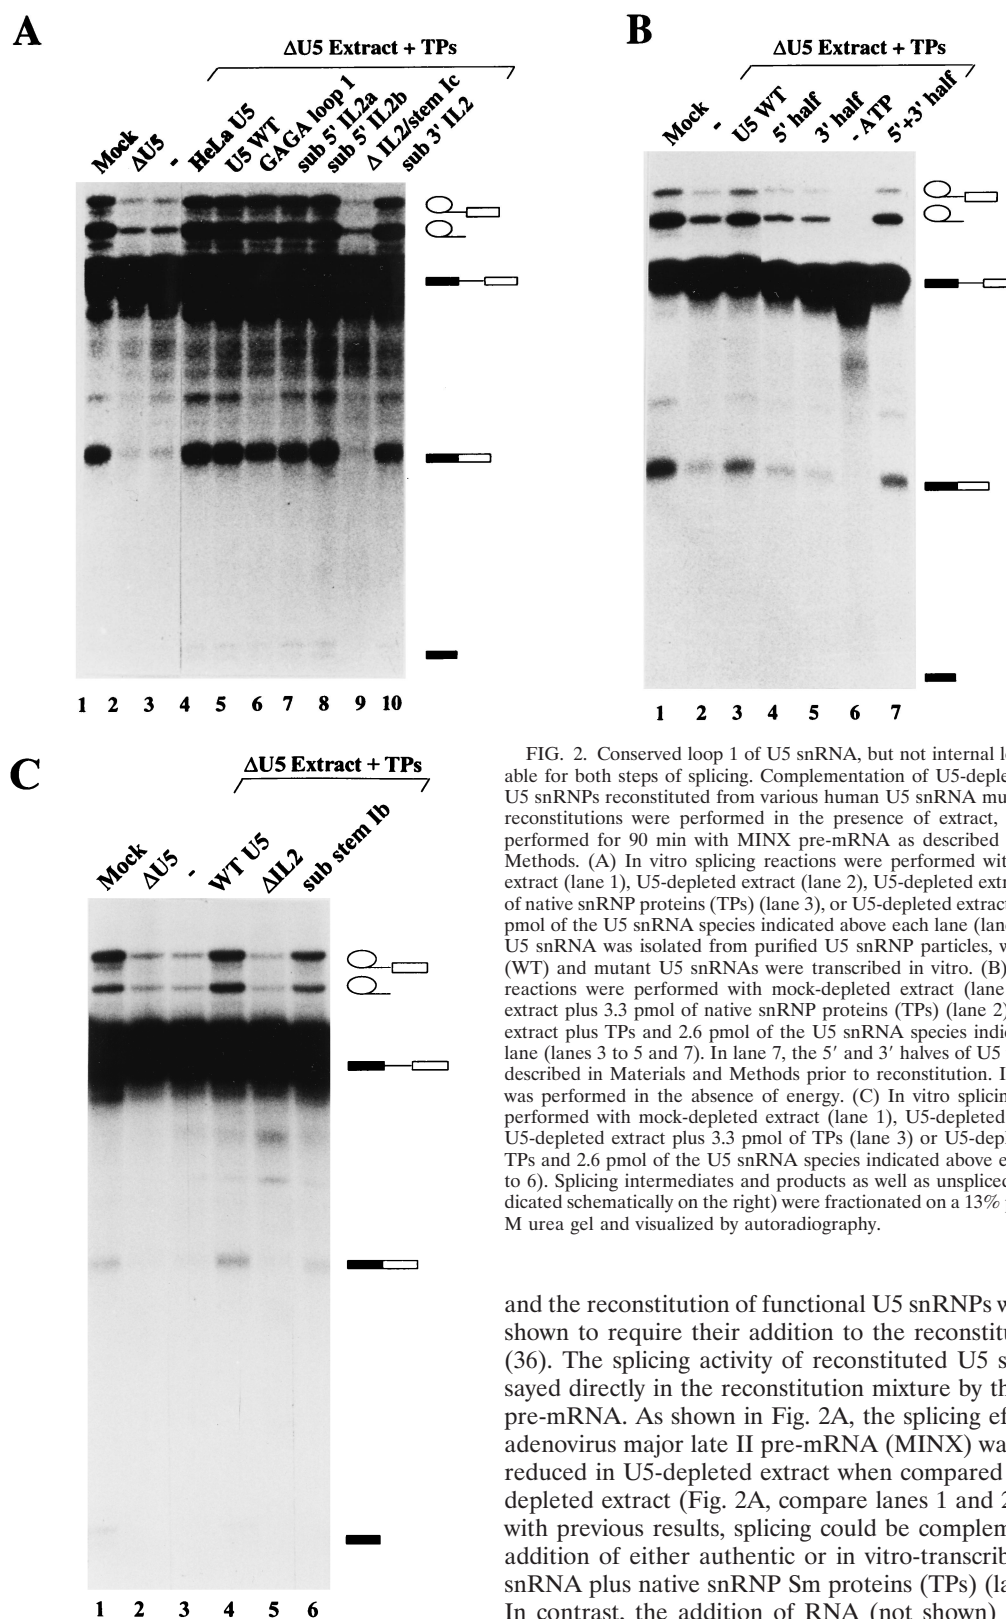 A
ΔU5 Extract + TPs
Mock
ΔU5
-
HeLa U5
U5 WT
GAGA loop 1
sub 5' IL2a
sub 5' IL2b
Δ IL2/stem Ic
sub 3' IL2
1 2 3 4 5 6 7 8 9 10
B
ΔU5 Extract + TPs
Mock
-
U5 WT
5' half
3' half
- ATP
5'+3' half
1 2 3 4 5 6 7
C
ΔU5 Extract + TPs
Mock
ΔU5
-
WT U5
ΔIL2
sub stem Ib
1 2 3 4 5 6
FIG. 2. Conserved loop 1 of U5 snRNA, but not internal l
able for both steps of splicing. Complementation of U5-deple
U5 snRNPs reconstituted from various human U5 snRNA mu
reconstitutions were performed in the presence of extract,
performed for 90 min with MINX pre-mRNA as described
Methods. (A) In vitro splicing reactions were performed wit
extract (lane 1), U5-depleted extract (lane 2), U5-depleted extr
of native snRNP proteins (TPs) (lane 3), or U5-depleted extract
pmol of the U5 snRNA species indicated above each lane (lan
U5 snRNA was isolated from purified U5 snRNP particles, w
(WT) and mutant U5 snRNAs were transcribed in vitro. (B)
reactions were performed with mock-depleted extract (lane
extract plus 3.3 pmol of native snRNP proteins (TPs) (lane 2)
extract plus TPs and 2.6 pmol of the U5 snRNA species indic
lane (lanes 3 to 5 and 7). In lane 7, the 5′ and 3′ halves of U5
described in Materials and Methods prior to reconstitution. I
was performed in the absence of energy. (C) In vitro splicin
performed with mock-depleted extract (lane 1), U5-depleted
U5-depleted extract plus 3.3 pmol of TPs (lane 3) or U5-depl
TPs and 2.6 pmol of the U5 snRNA species indicated above e
to 6). Splicing intermediates and products as well as unspliced
dicated schematically on the right) were fractionated on a 13%
M urea gel and visualized by autoradiography.
and the reconstitution of functional U5 snRNPs w
shown to require their addition to the reconstitu
(36). The splicing activity of reconstituted U5 s
sayed directly in the reconstitution mixture by th
pre-mRNA. As shown in Fig. 2A, the splicing ef
adenovirus major late II pre-mRNA (MINX) wa
reduced in U5-depleted extract when compared
depleted extract (Fig. 2A, compare lanes 1 and 2
with previous results, splicing could be complem
addition of either authentic or in vitro-transcrib
snRNA plus native snRNP Sm proteins (TPs) (la
In contrast, the addition of RNA (not shown)